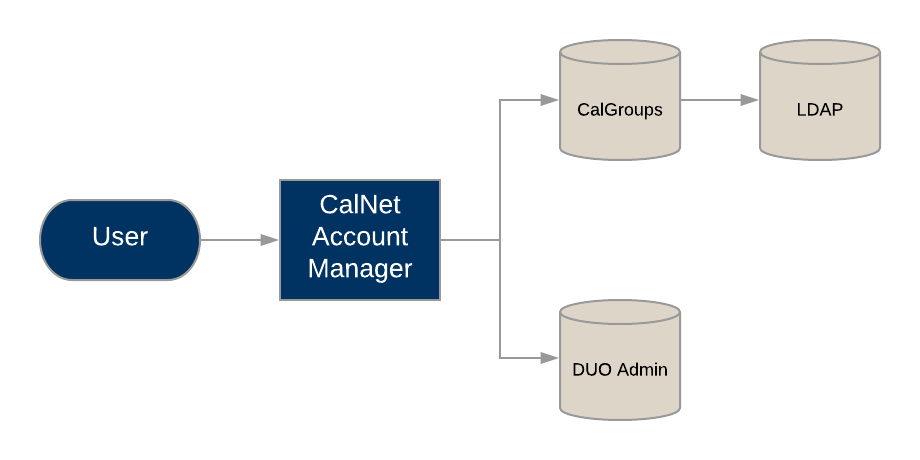 User
CalNet
Account
Manager
CalGroups
LDAP
DUO Admin